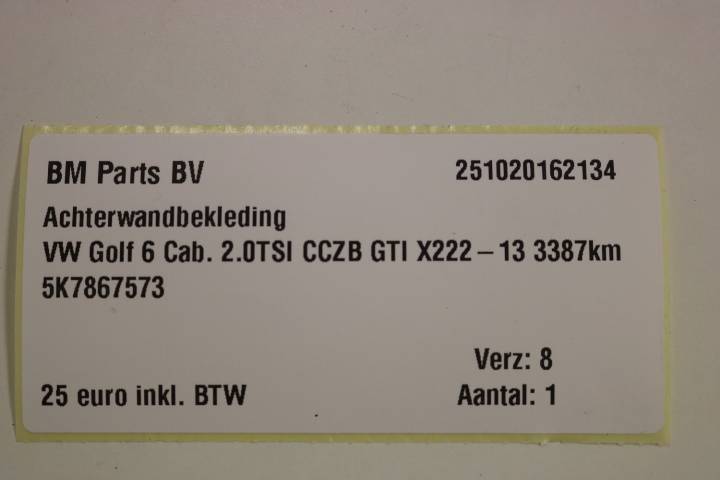 BM Parts BV 251020162134
Achterwandbekleding
VW Golf 6 Cab. 2.0TSI CCZB GTI X222 – 13 3387km
5K7867573
Verz: 8
25 euro inkl. BTW Aantal: 1